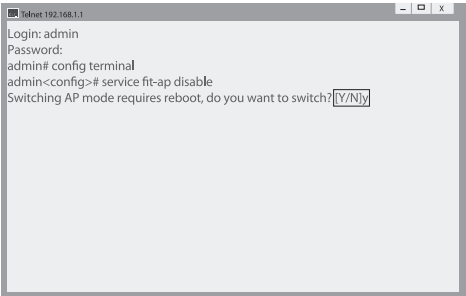 Telnet 192.168.1.1
Login: admin
Password:
admin# config terminal
admin<config># service fit-ap disable
Switching AP mode requires reboot, do you want to switch? [Y/N]y